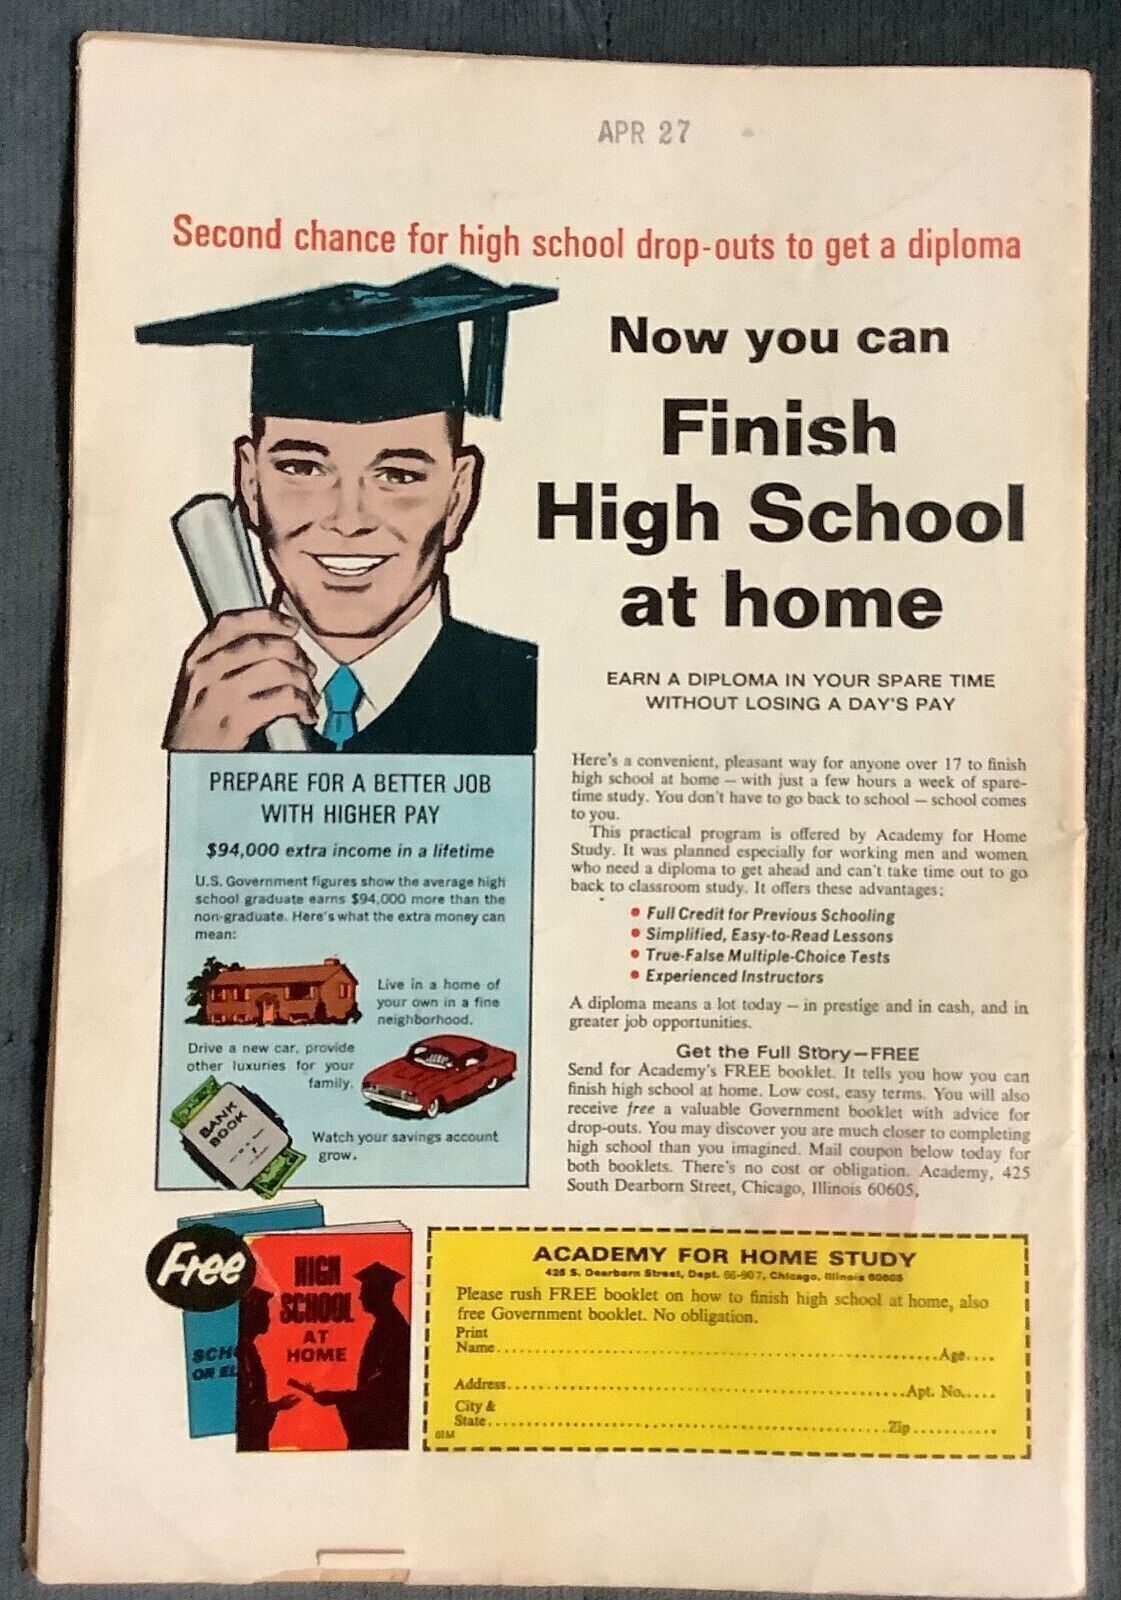 APR 27
Second chance for high school drop-outs to get a diploma
Now you can
Finish
High School
at home
EARN A DIPLOMA IN YOUR SPARE TIME
WITHOUT LOSING A DAY'S PAY
PREPARE FOR A BETTER JOB
WITH HIGHER PAY
$94,000 extra income in a lifetime
U.S. Government figures show the average high
school graduate earns $94,000 more than the
non-graduate. Here's what the extra money can
mean:
Live in a home of
your own in a fine
neighborhood.
Drive a new car, provide
other luxuries for your
family.
BANK
BOOK
Watch your savings account
grow.
Here's a convenient, pleasant way for anyone over 17 to finish
high school at home — with just a few hours a week of spare-
time study. You don't have to go back to school — school comes
to you.
This practical program is offered by Academy for Home
Study. It was planned especially for working men and women
who need a diploma to get ahead and can't take time out to go
back to classroom study. It offers these advantages:
• Full Credit for Previous Schooling
• Simplified, Easy-to-Read Lessons
• True-False Multiple-Choice Tests
• Experienced Instructors
A diploma means a lot today — in prestige and in cash, and in
greater job opportunities.
Get the Full Story—FREE
Send for Academy's FREE booklet. It tells you how you can
finish high school at home. Low cost, easy terms. You will also
receive free a valuable Government booklet with advice for
drop-outs. You may discover you are much closer to completing
high school than you imagined. Mail coupon below today for
both booklets. There's no cost or obligation. Academy, 425
South Dearborn Street, Chicago, Illinois 60605.
Free
HIGH
SCHOOL
AT
HOME
SCH
OR EL
ACADEMY FOR HOME STUDY
425 S. Dearborn Street, Dept. 66-907, Chicago, Illinois 60605
Please rush FREE booklet on how to finish high school at home, also
free Government booklet. No obligation.
Print
Name Age
Address Apt. No.
City &
State Zip